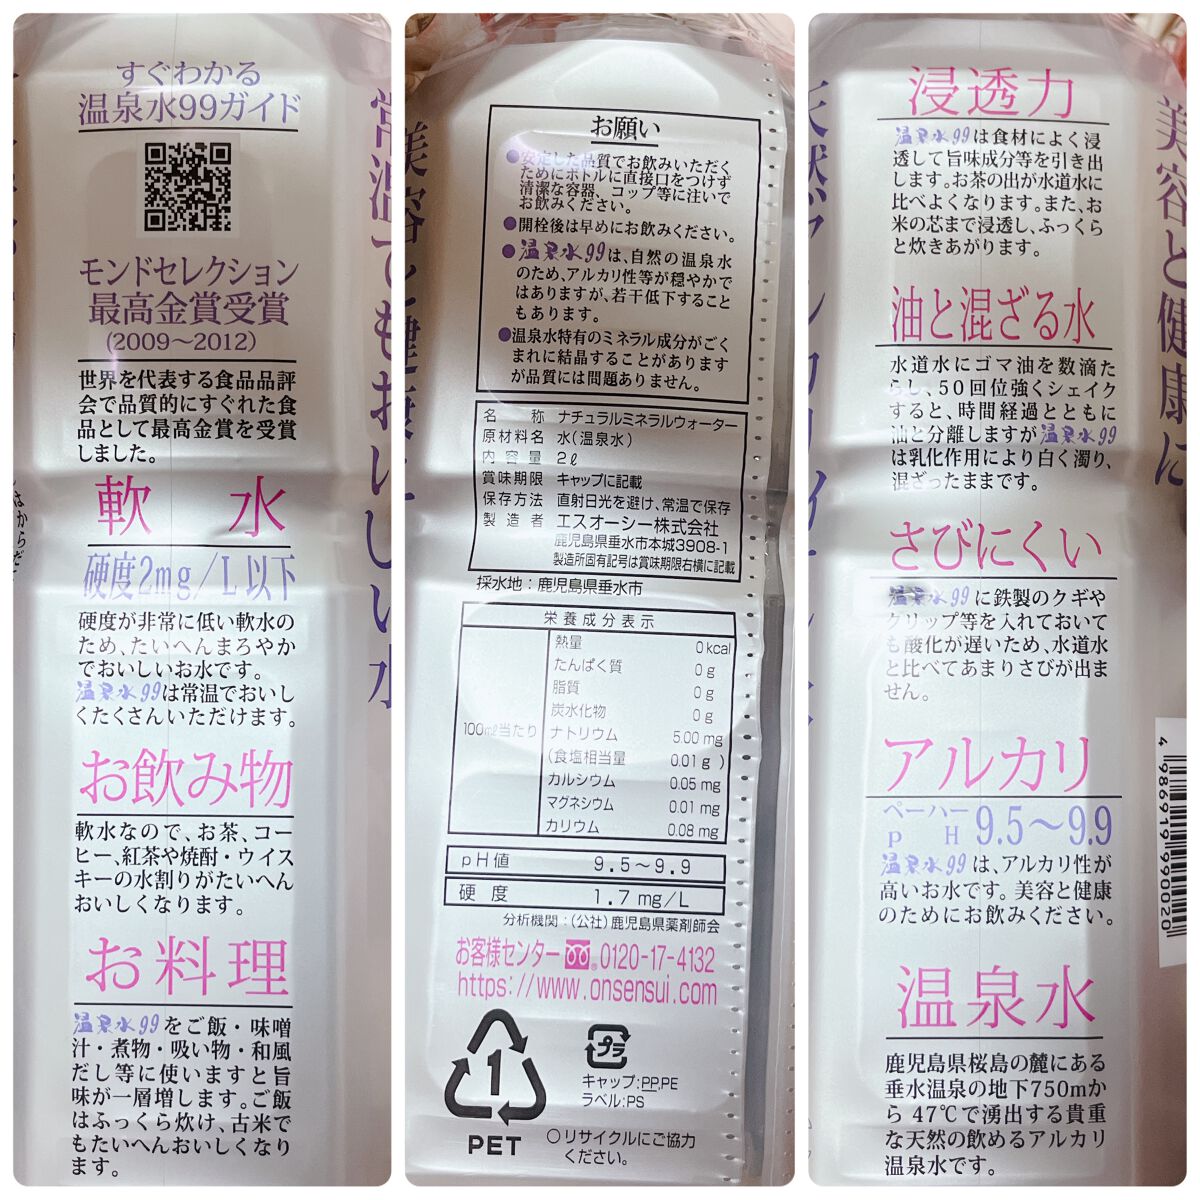 すぐわかる
温泉水99ガイド
モンドセレクション
最高金賞受賞
(2009〜2012)
世界を代表する食品品評
会で品質的にすぐれた食
品として最高金賞を受賞
しました。
軟水
硬度2mg/L以下
硬度が非常に低い軟水の
ため、たいへんまろやか
でおいしいお水です。
温泉水99は常温でおいし
くたくさんいただけます。
お飲み物
軟水なので、お茶、コー
ヒー、紅茶や焼酎・ウイス
キーの水割りがたいへん
おいしくなります。
お料理
温泉水99をご飯・味噌
汁・煮物・吸い物・和風
だし等に使いますと旨
味が一層増します。ご飯
はふっくら炊け、古米で
もたいへんおいしくなり
ます。
常温でもおいしい水
美容と健康に
お願い
●安定した品質でお飲みいただく
ためにボトルに直接口をつけず
清潔な容器、コップ等に注いで
お飲みください。
●開栓後は早めにお飲みください。
●温泉水99は、自然の温泉水
のため、アルカリ性等が穏やかで
はありますが、若干低下すること
もあります。
●温泉水特有のミネラル成分がごく
まれに結晶することがあります
が品質には問題ありません。
名称 ナチュラルミネラルウォーター
原材料名 水(温泉水)
内容量 2ℓ
賞味期限 キャップに記載
保存方法 直射日光を避け、常温で保存
製造者 エスオーシー株式会社
鹿児島県垂水市本城3908-1
製造所固有記号は賞味期限右横に記載
採水地：鹿児島県垂水市
栄養成分表示
100mℓ当たり
熱量 0kcal
たんぱく質 0g
脂質 0g
炭水化物 0g
ナトリウム 5.00mg
(食塩相当量 0.01g)
カルシウム 0.05mg
マグネシウム 0.01mg
カリウム 0.08mg
pH値 9.5〜9.9
硬度 1.7mg/L
分析機関：(公社)鹿児島県薬剤師会
お客様センター 0120-17-4132
https://www.onsensui.com
1
PET
プラ
キャップ:PP,PE
ラベル:PS
○リサイクルにご協力
ください。
浸透力
温泉水99は食材によく浸
透して旨味成分等を引き出
します。お茶の出が水道水に
比べよくなります。また、お
米の芯まで浸透し、ふっくら
と炊きあがります。
油と混ざる水
水道水にゴマ油を数滴た
らし、50回位強くシェイク
すると、時間経過とともに
油と分離しますが温泉水99
は乳化作用により白く濁り、
混ざったままです。
さびにくい
温泉水99に鉄製のクギや
クリップ等を入れておいて
も酸化が遅いため、水道水
と比べてあまりさびが出ま
せん。
アルカリ
ペーハー
pH9.5〜9.9
温泉水99は、アルカリ性が
高いお水です。美容と健康
のためにお飲みください。
温泉水
鹿児島県桜島の麓にある
垂水温泉の地下750mか
ら47℃で湧出する貴重
な天然の飲めるアルカリ
温泉水です。
美容と健康に
4 986919 990020